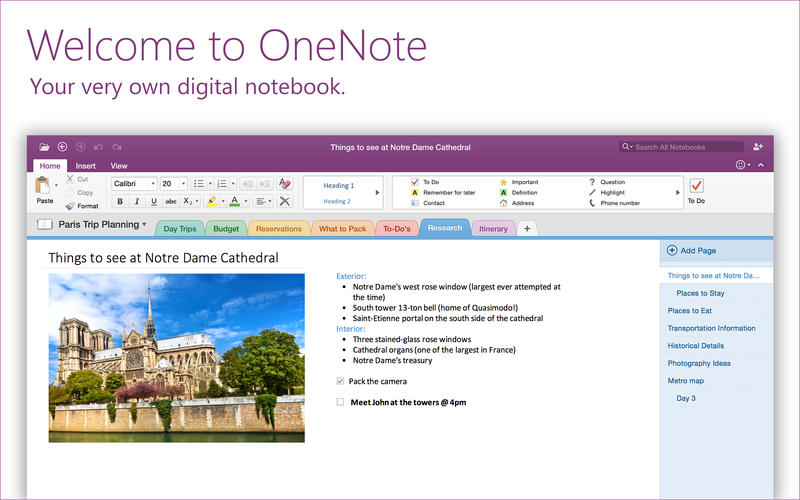 Welcome to OneNote
Your very own digital notebook.
Things to see at Notre Dame Cathedral
Search All Notebooks
Home Insert View
Paste
Cut
Copy
Format
Calibri 20
B I U abc X₂ A
Heading 1
Heading 2
To Do Important Question
Remember for later Definition Highlight
Contact Address Phone number
To Do
Paris Trip Planning Day Trips Budget Reservations What to Pack To-Do's Research Itinerary +
Things to see at Notre Dame Cathedral
Exterior:
• Notre Dame's west rose window (largest ever attempted at
the time)
• South tower 13-ton bell (home of Quasimodo!)
• Saint-Etienne portal on the south side of the cathedral
Interior:
• Three stained-glass rose windows
• Cathedral organs (one of the largest in France)
• Notre Dame's treasury
Pack the camera
Meet John at the towers @ 4pm
Add Page
Things to see at Notre Da...
Places to Stay
Places to Eat
Transportation Information
Historical Details
Photography Ideas
Metro map
Day 3